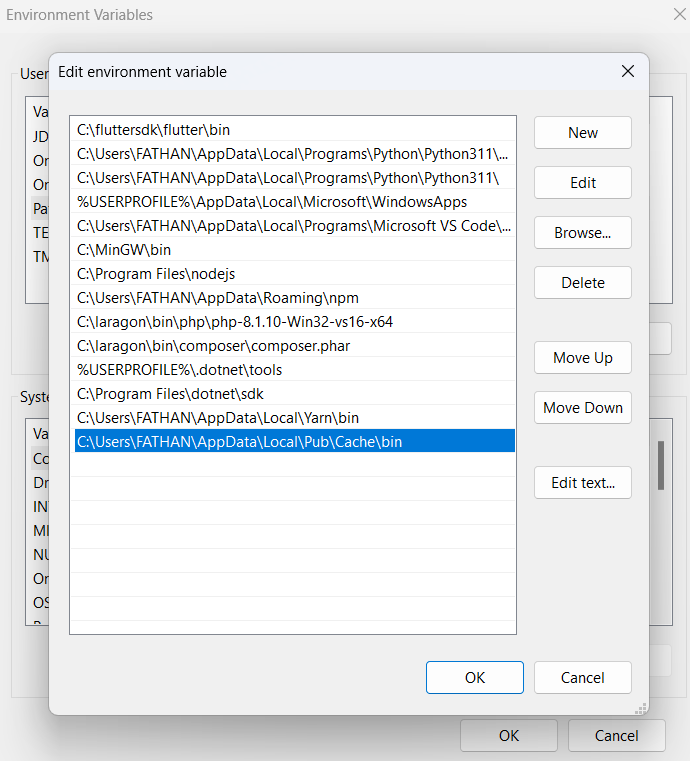 Environment Variables
User
Edit environment variable
Va
JD
On
On
Pa
TE
TM
C:\fluttersdk\flutter\bin
C:\Users\FATHAN\AppData\Local\Programs\Python\Python311\...
C:\Users\FATHAN\AppData\Local\Programs\Python\Python311\
%USERPROFILE%\AppData\Local\Microsoft\WindowsApps
C:\Users\FATHAN\AppData\Local\Programs\Microsoft VS Code\...
C:\MinGW\bin
C:\Program Files\nodejs
C:\Users\FATHAN\AppData\Roaming\npm
C:\laragon\bin\php\php-8.1.10-Win32-vs16-x64
C:\laragon\bin\composer\composer.phar
%USERPROFILE%\.dotnet\tools
C:\Program Files\dotnet\sdk
C:\Users\FATHAN\AppData\Local\Yarn\bin
C:\Users\FATHAN\AppData\Local\Pub\Cache\bin
New
Edit
Browse...
Delete
Move Up
Move Down
Edit text...
Syste
Va
Co
Dr
IN
MI
NU
On
OS
OK
Cancel
OK
Cancel